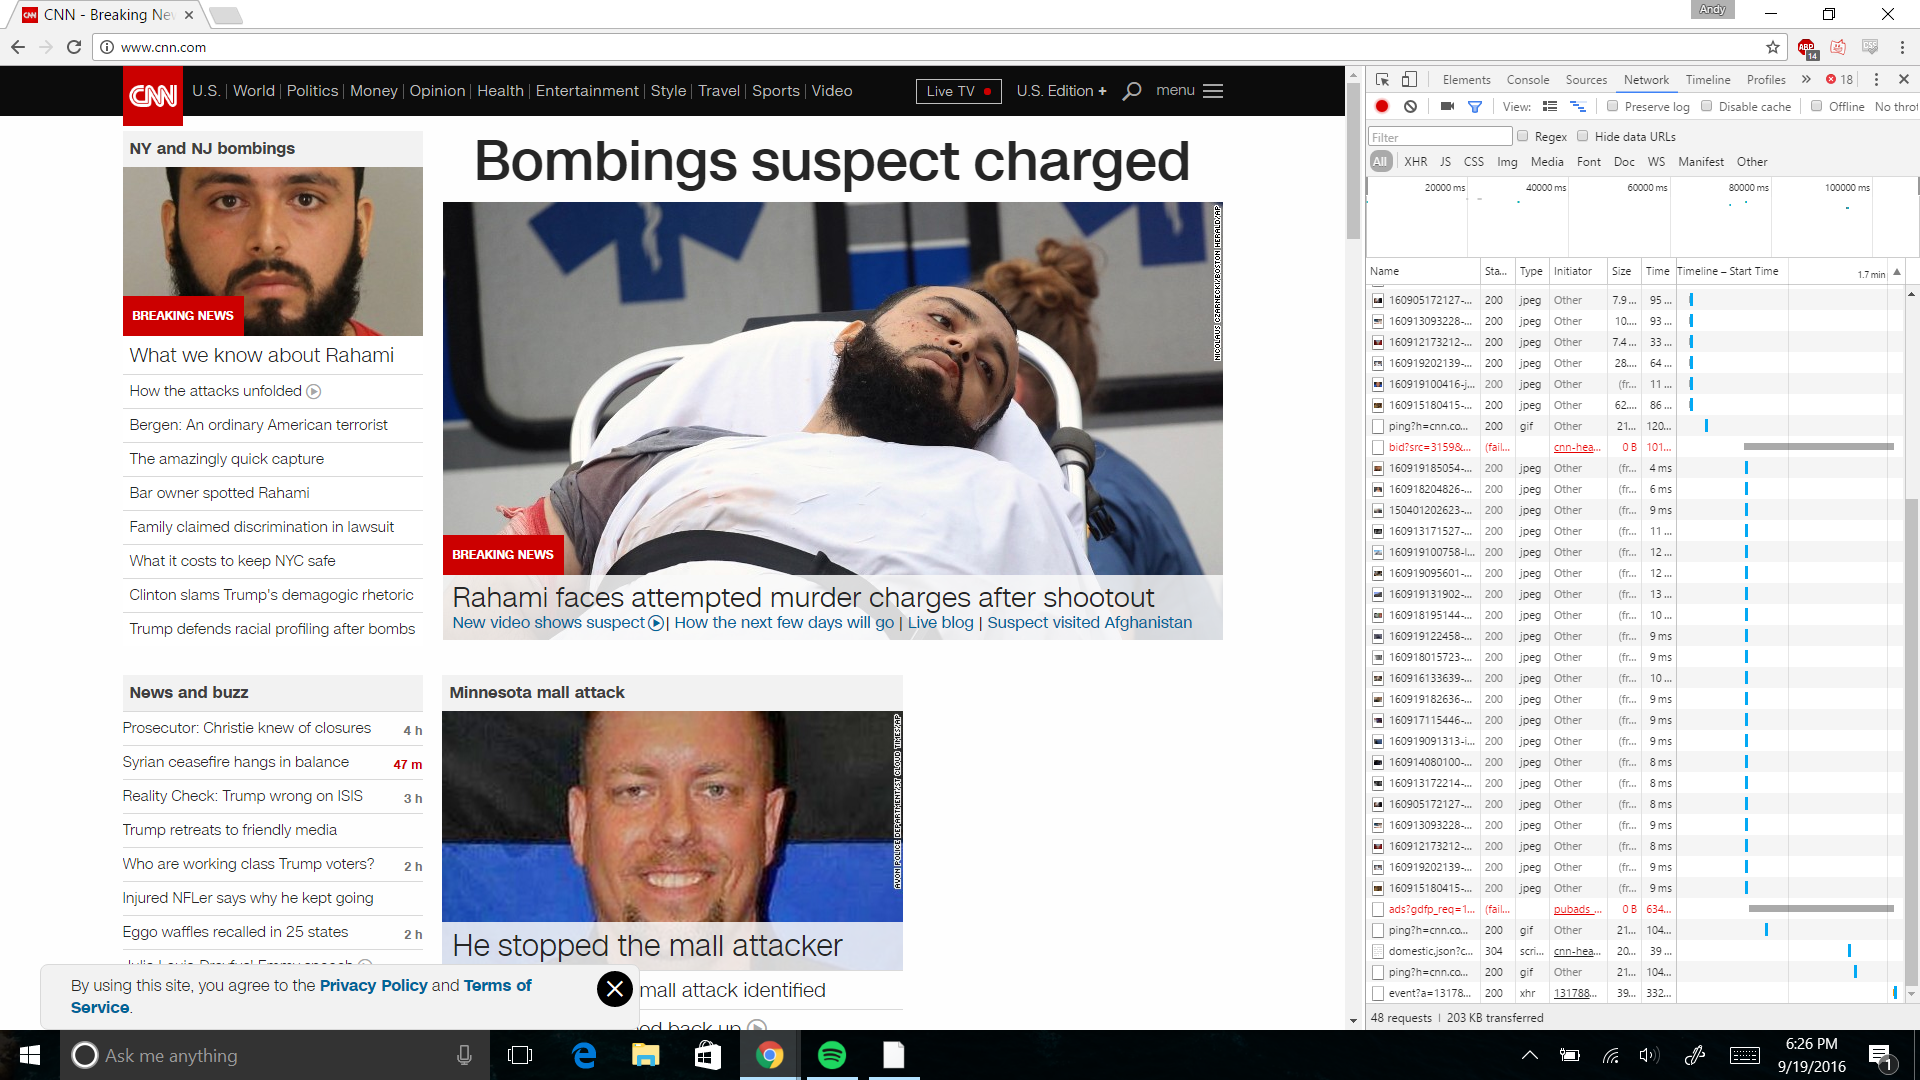 CNN - Breaking Ne
Andy
www.cnn.com
ABP
14
CSS
CNN
U.S. World Politics Money Opinion Health Entertainment Style Travel Sports Video
Live TV
U.S. Edition +
menu
NY and NJ bombings
BREAKING NEWS
What we know about Rahami
How the attacks unfolded
Bergen: An ordinary American terrorist
The amazingly quick capture
Bar owner spotted Rahami
Family claimed discrimination in lawsuit
What it costs to keep NYC safe
Clinton slams Trump's demagogic rhetoric
Trump defends racial profiling after bombs
Bombings suspect charged
NICOLAUS CZARNECKI/BOSTON HERALD/AP
BREAKING NEWS
Rahami faces attempted murder charges after shootout
New video shows suspect | How the next few days will go | Live blog | Suspect visited Afghanistan
News and buzz
Prosecutor: Christie knew of closures 4 h
Syrian ceasefire hangs in balance 47 m
Reality Check: Trump wrong on ISIS 3 h
Trump retreats to friendly media
Who are working class Trump voters? 2 h
Injured NFLer says why he kept going
Eggo waffles recalled in 25 states 2 h
Minnesota mall attack
AVON POLICE DEPARTMENT/ST CLOUD TIMES/AP
He stopped the mall attacker
mall attack identified
By using this site, you agree to the Privacy Policy and Terms of
Service.
Elements Console Sources Network Timeline Profiles » 18
View: Preserve log Disable cache Offline No throt
Filter Regex Hide data URLs
All XHR JS CSS Img Media Font Doc WS Manifest Other
20000 ms 40000 ms 60000 ms 80000 ms 100000 ms
Name Sta... Type Initiator Size Time Timeline – Start Time 1.7 min
160905172127-... 200 jpeg Other 7.9 ... 95 ...
160913093228-... 200 jpeg Other 10.... 93 ...
160912173212-... 200 jpeg Other 7.4 ... 33 ...
160919202139-... 200 jpeg Other 28.... 64 ...
160919100416-j... 200 jpeg Other (fr... 11 ...
160915180415-... 200 jpeg Other 62.... 86 ...
ping?h=cnn.co... 200 gif Other 21... 120...
bid?src=3159&... (fail... cnn-hea... 0 B 101...
160919185054-... 200 jpeg Other (fr... 4 ms
160918204826-... 200 jpeg Other (fr... 6 ms
150401202623-... 200 jpeg Other (fr... 9 ms
160913171527-... 200 jpeg Other (fr... 11 ...
160919100758-l... 200 jpeg Other (fr... 12 ...
160919095601-... 200 jpeg Other (fr... 12 ...
160919131902-... 200 jpeg Other (fr... 13 ...
160918195144-... 200 jpeg Other (fr... 10 ...
160919122458-... 200 jpeg Other (fr... 9 ms
160918015723-... 200 jpeg Other (fr... 9 ms
160916133639-... 200 jpeg Other (fr... 10 ...
160919182636-... 200 jpeg Other (fr... 9 ms
160917115446-... 200 jpeg Other (fr... 9 ms
160919091313-i... 200 jpeg Other (fr... 9 ms
160914080100-... 200 jpeg Other (fr... 8 ms
160913172214-... 200 jpeg Other (fr... 8 ms
160905172127-... 200 jpeg Other (fr... 8 ms
160913093228-... 200 jpeg Other (fr... 9 ms
160912173212-... 200 jpeg Other (fr... 8 ms
160919202139-... 200 jpeg Other (fr... 9 ms
160915180415-... 200 jpeg Other (fr... 9 ms
ads?gdfp_req=1... (fail... pubads_... 0 B 634...
ping?h=cnn.co... 200 gif Other 21... 104...
domestic.json?c... 304 scri... cnn-hea... 20... 39 ...
ping?h=cnn.co... 200 gif Other 21... 104...
event?a=13178... 200 xhr 131788... 39... 332...
48 requests | 203 KB transferred
Ask me anything
6:26 PM
9/19/2016
1